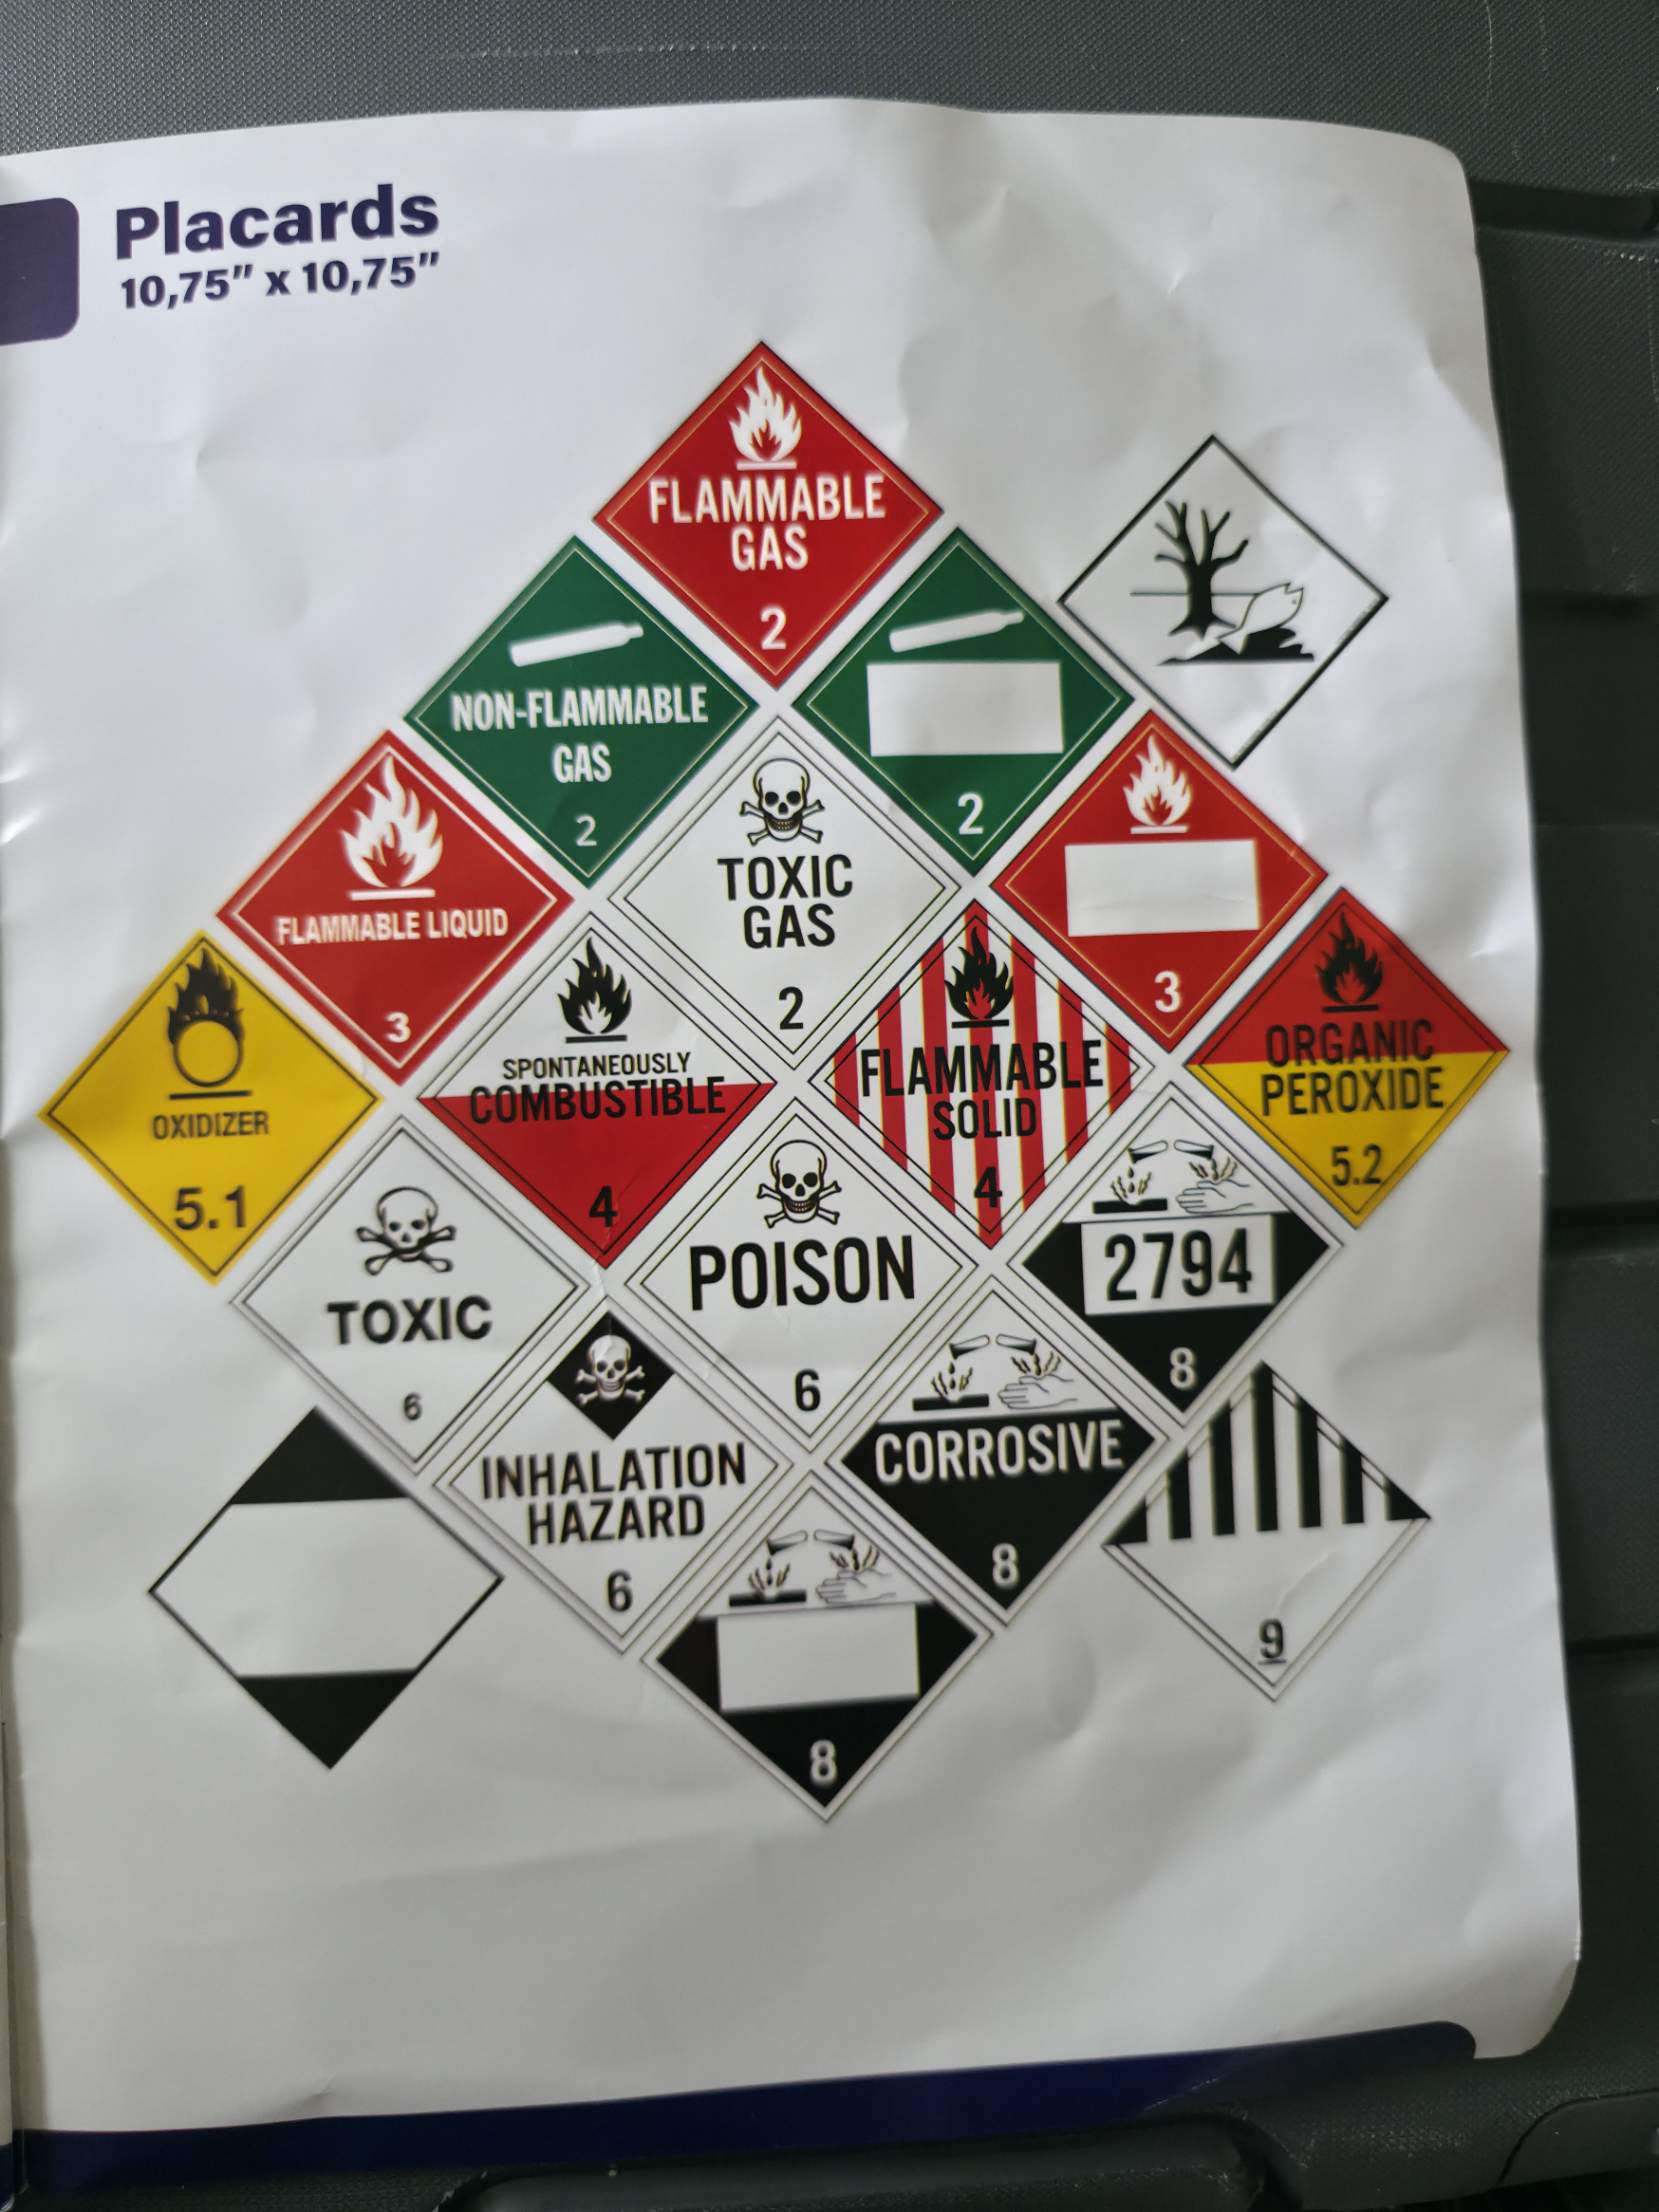 Placards
10,75" x 10,75"
FLAMMABLE
GAS
2
NON-FLAMMABLE
GAS
2
2
FLAMMABLE LIQUID
3
TOXIC
GAS
2
3
OXIDIZER
5.1
SPONTANEOUSLY
COMBUSTIBLE
4
FLAMMABLE
SOLID
4
ORGANIC
PEROXIDE
5.2
TOXIC
6
POISON
6
2794
8
INHALATION
HAZARD
6
CORROSIVE
8
8
9